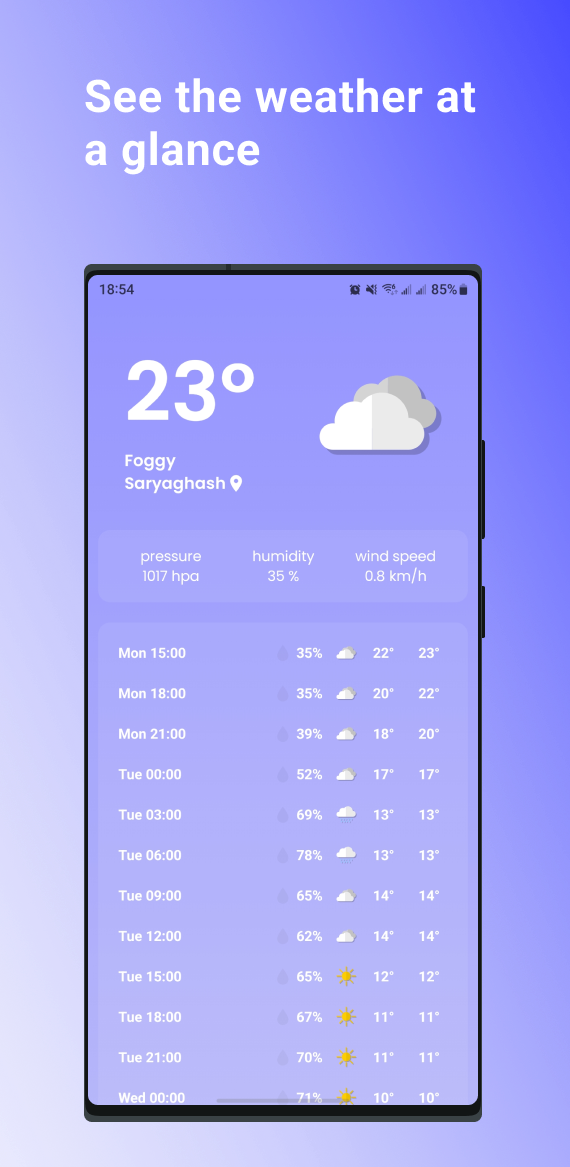 See the weather at
a glance
18:54 85%
23°
Foggy
Saryaghash
pressure humidity wind speed
1017 hpa 35 % 0.8 km/h
Mon 15:00 35% 22° 23°
Mon 18:00 35% 20° 22°
Mon 21:00 39% 18° 20°
Tue 00:00 52% 17° 17°
Tue 03:00 69% 13° 13°
Tue 06:00 78% 13° 13°
Tue 09:00 65% 14° 14°
Tue 12:00 62% 14° 14°
Tue 15:00 65% 12° 12°
Tue 18:00 67% 11° 11°
Tue 21:00 70% 11° 11°
Wed 00:00 71% 10° 10°